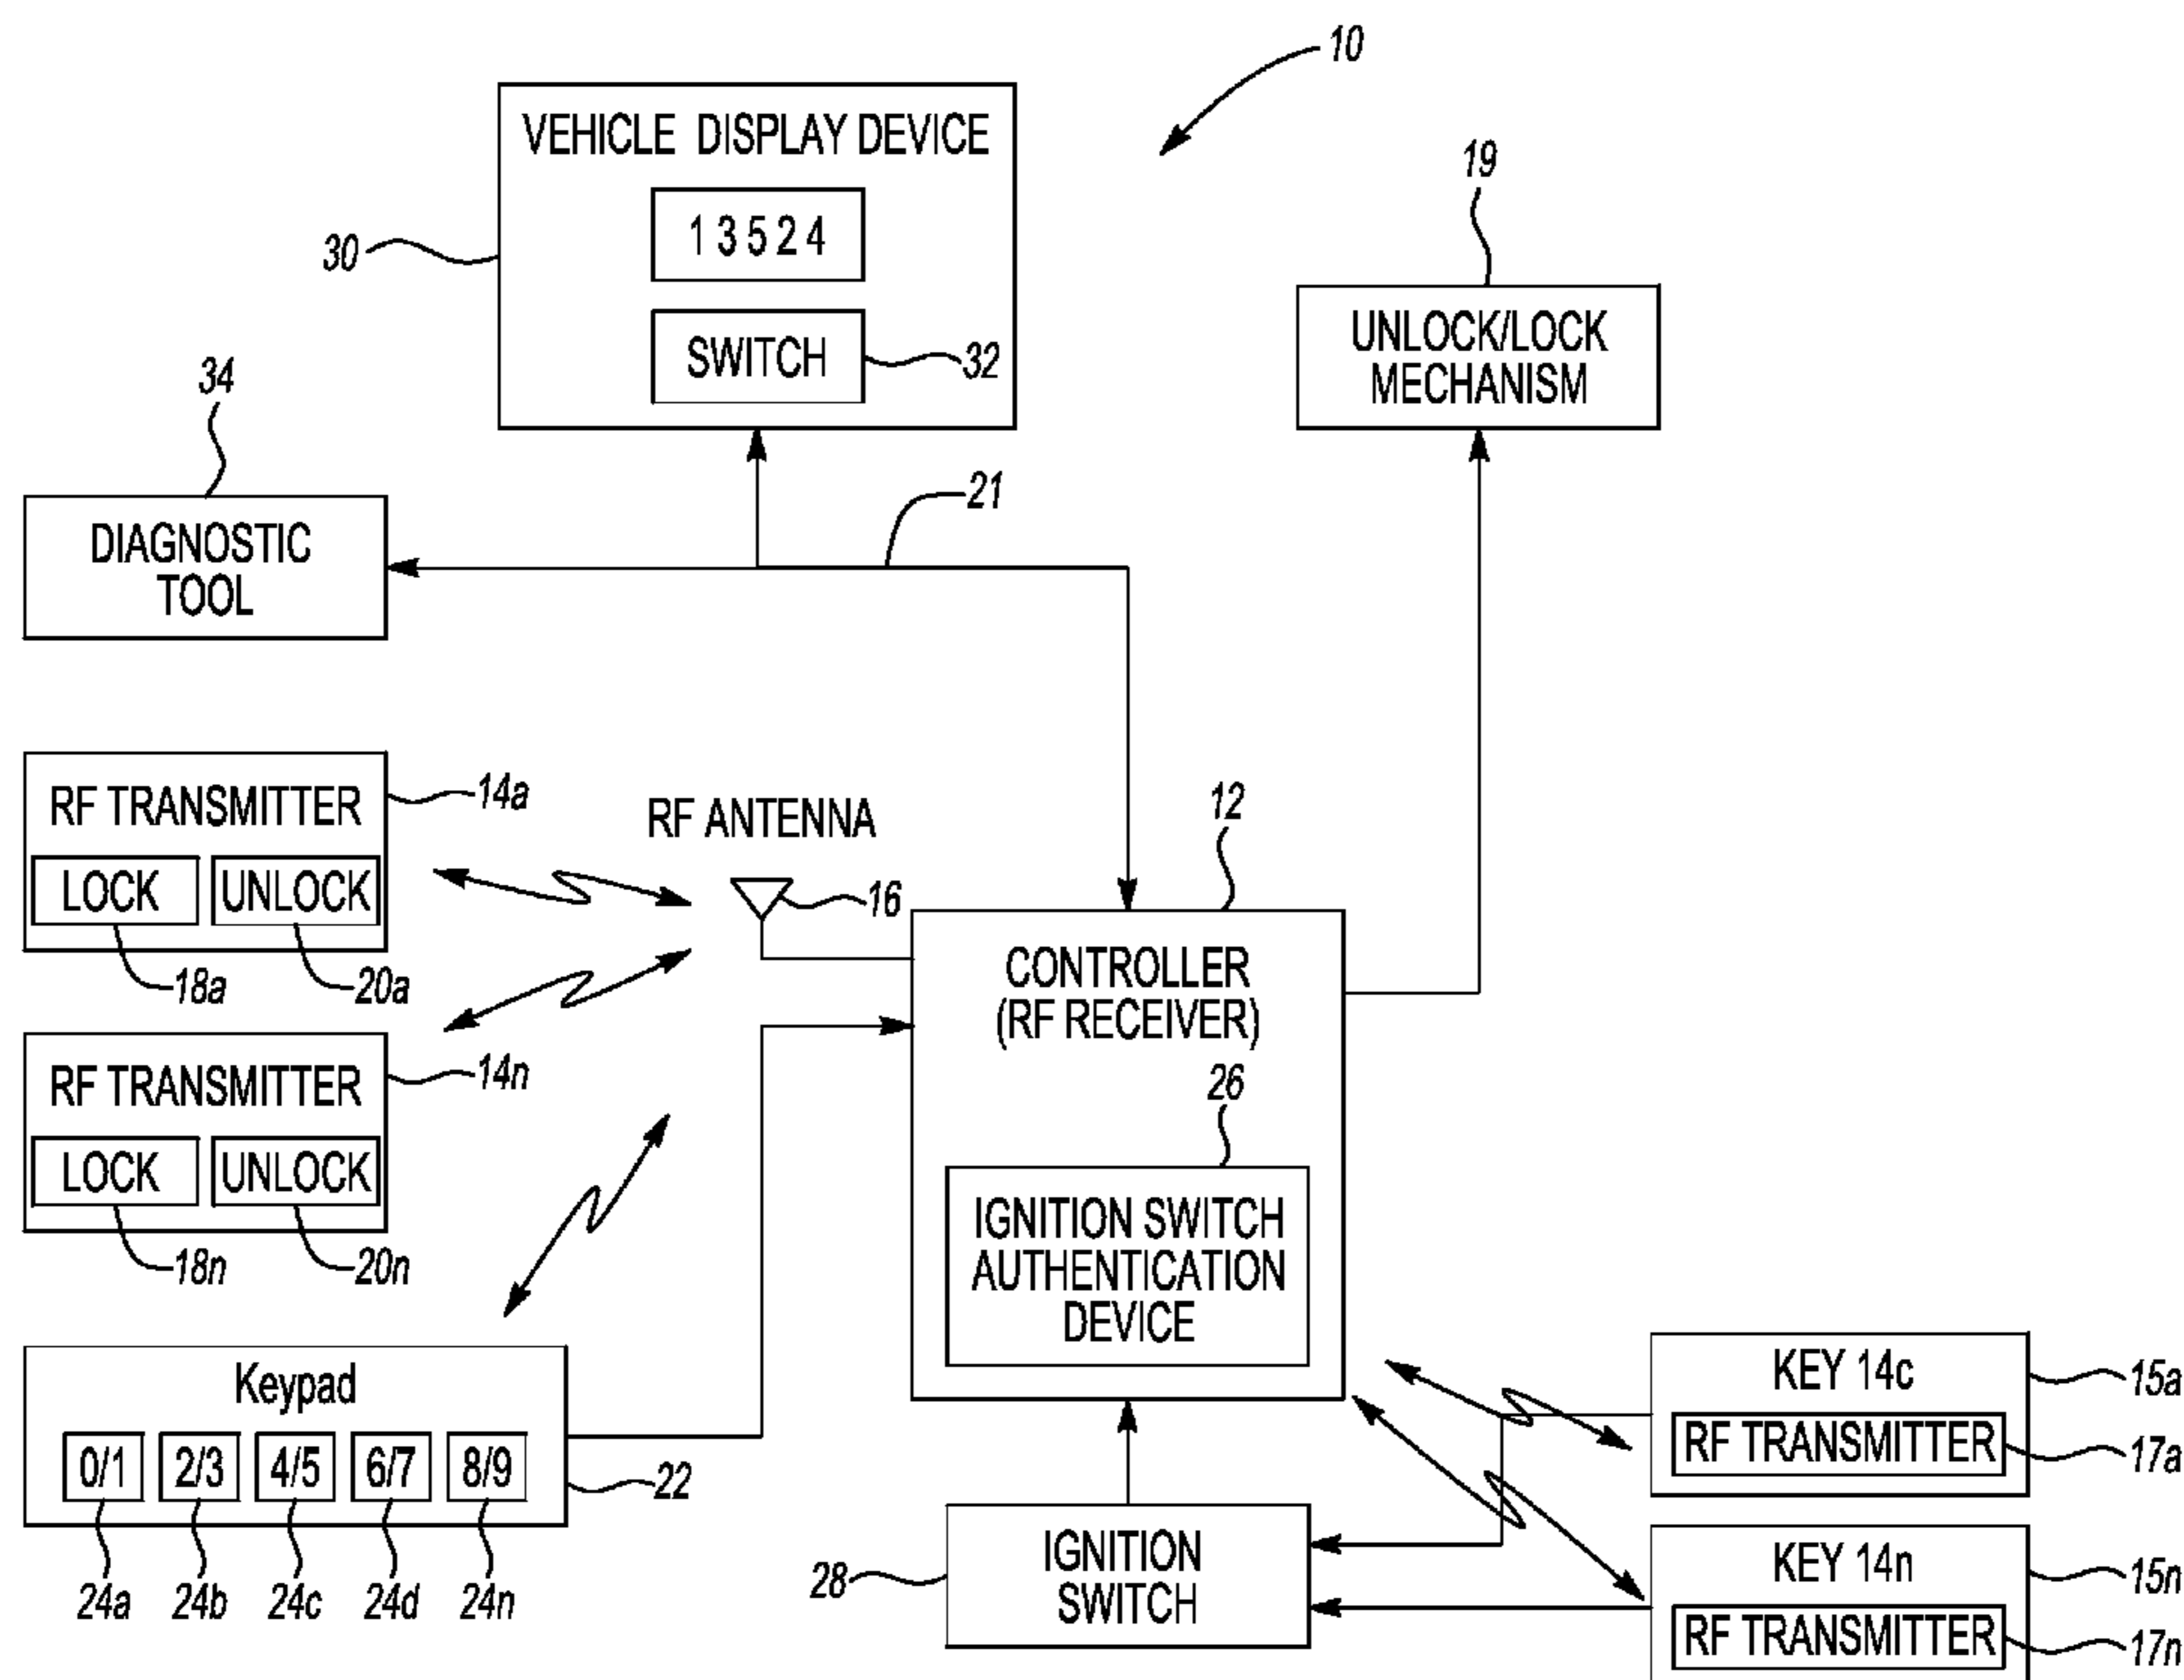 10
VEHICLE DISPLAY DEVICE
1 3 5 2 4
30
SWITCH
32
19
UNLOCK/LOCK
MECHANISM
34
DIAGNOSTIC
TOOL
21
RF TRANSMITTER
14a
LOCK
UNLOCK
18a
20a
RF ANTENNA
16
12
CONTROLLER
(RF RECEIVER)
26
IGNITION SWITCH
AUTHENTICATION
DEVICE
RF TRANSMITTER
14n
LOCK
UNLOCK
18n
20n
Keypad
0/1 2/3 4/5 6/7 8/9
22
24a 24b 24c 24d 24n
28
IGNITION
SWITCH
KEY 14c
15a
RF TRANSMITTER
17a
KEY 14n
15n
RF TRANSMITTER
17n